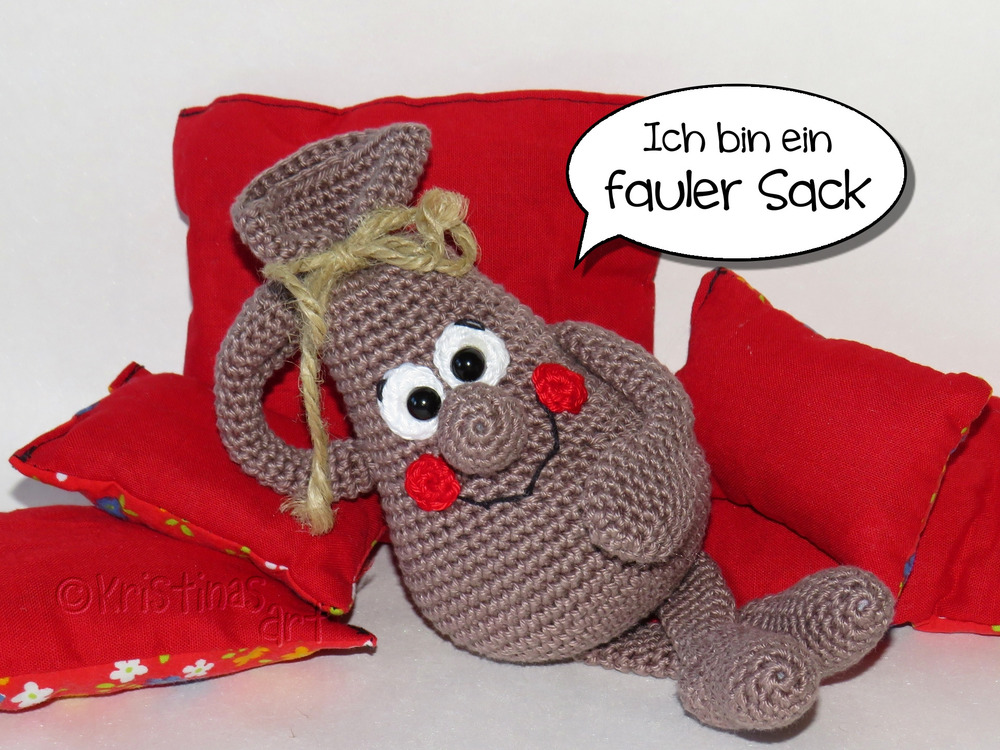 Ich bin ein
fauler Sack
©Kristinas
art